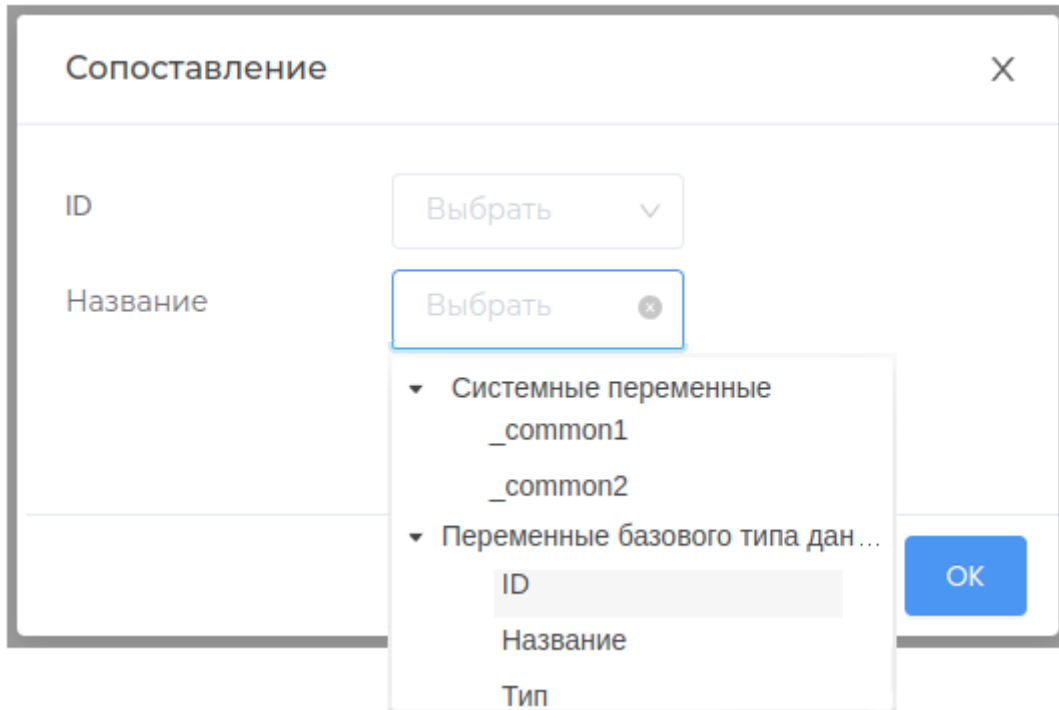 Сопоставление
ID
Выбрать
Название
Выбрать
Системные переменные
_common1
_common2
Переменные базового типа дан...
ID
OK
Название
Тип